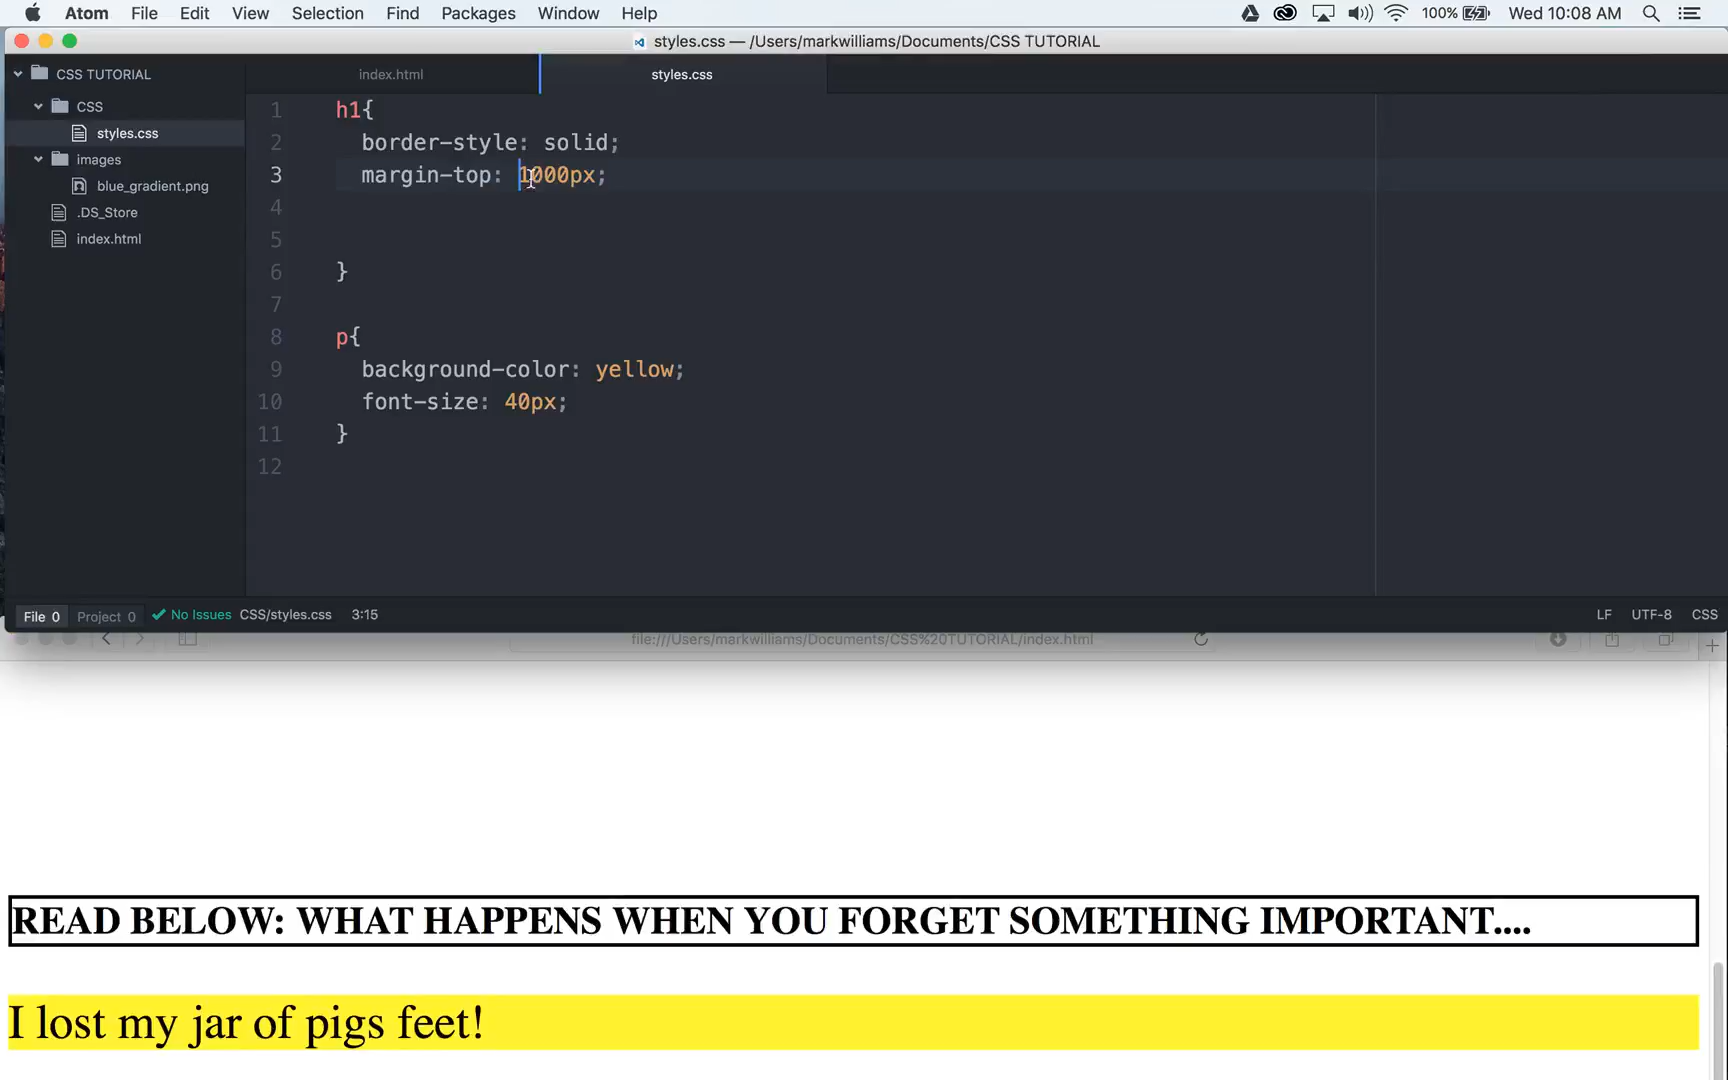 Atom File Edit View Selection Find Packages Window Help 100% Wed 10:08 AM
styles.css — /Users/markwilliams/Documents/CSS TUTORIAL
CSS TUTORIAL
CSS
styles.css
images
blue_gradient.png
.DS_Store
index.html
index.html styles.css
1 h1{
2 border-style: solid;
3 margin-top: 1000px;
4
5
6 }
7
8 p{
9 background-color: yellow;
10 font-size: 40px;
11 }
12
File 0 Project 0 No Issues CSS/styles.css 3:15 LF UTF-8 CSS
file:///Users/markwilliams/Documents/CSS%20TUTORIAL/index.html
READ BELOW: WHAT HAPPENS WHEN YOU FORGET SOMETHING IMPORTANT....
I lost my jar of pigs feet!